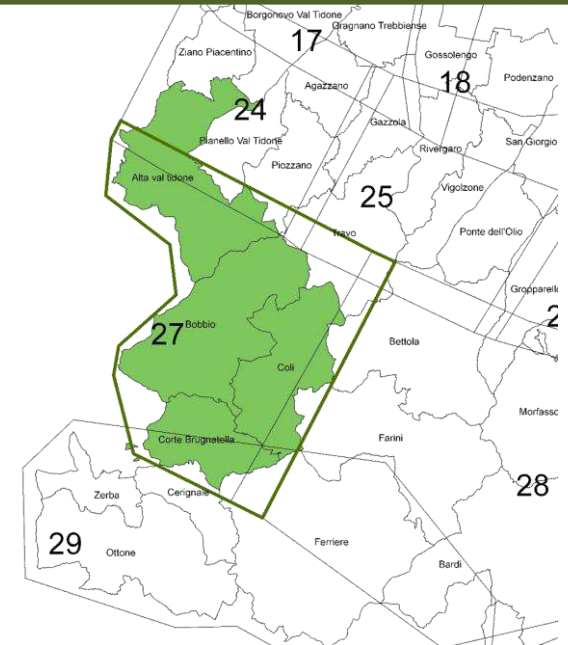 Borgonovo Val Tidone
Gragnano Trebbiense
17
Ziano Piacentino
Gossolengo
18
Podenzano
Agazzano
24
Gazzola
Pianello Val Tidone
Rivergaro
San Giorgio
Piozzano
Alta val tidone
25
Vigolzone
Travo
Ponte dell'Olio
Gropparello
2
27
Bobbio
Bettola
Coli
Morfasso
Corte Brugnatella
Farini
28
Zerba
Cerignale
29
Ottone
Ferriere
Bardi